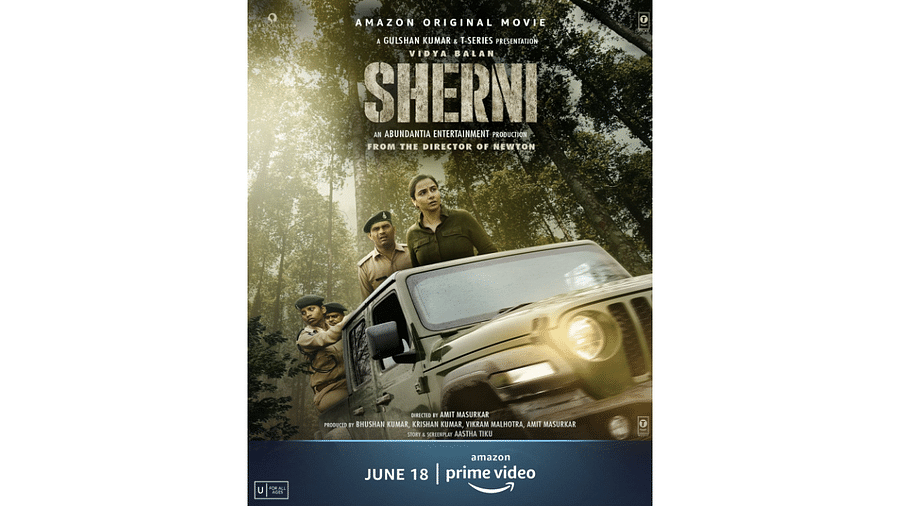 AMAZON ORIGINAL MOVIE
A GULSHAN KUMAR & T-SERIES PRESENTATION
VIDYA BALAN
SHERNI
AN ABUNDANTIA ENTERTAINMENT PRODUCTION
FROM THE DIRECTOR OF NEWTON
DIRECTED BY AMIT MASURKAR
PRODUCED BY BHUSHAN KUMAR, KRISHAN KUMAR, VIKRAM MALHOTRA, AMIT MASURKAR
STORY & SCREENPLAY AASTHA TIKU
JUNE 18 | amazon prime video
U FOR ALL AGES